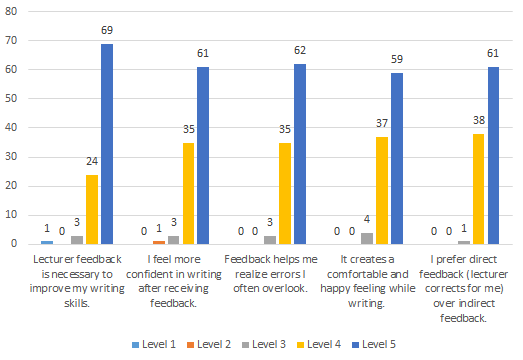 80
70
60
50
40
30
20
10
0
1 0 3 24 69
0 1 3 35 61
0 0 3 35 62
0 0 4 37 59
0 0 1 38 61
Lecturer feedback
is necessary to
improve my writing
skills.
I feel more
confident in writing
after receiving
feedback.
Feedback helps me
realize errors I
often overlook.
It creates a
comfortable and
happy feeling while
writing.
I prefer direct
feedback (lecturer
corrects for me)
over indirect
feedback.
Level 1 Level 2 Level 3 Level 4 Level 5